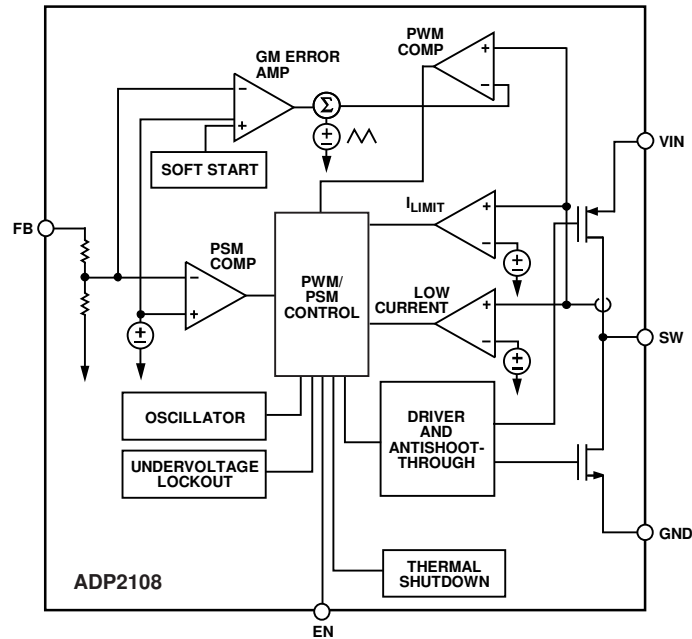 PWM
COMP
GM ERROR
AMP
+
−
−
+
Σ
+
−
SOFT START
VIN
FB
PSM
COMP
−
+
PWM/
PSM
CONTROL
ILIMIT
+
−
+
−
LOW
CURRENT
+
−
+
−
+
−
SW
OSCILLATOR
UNDERVOLTAGE
LOCKOUT
DRIVER
AND
ANTISHOOT-
THROUGH
GND
THERMAL
SHUTDOWN
ADP2108
EN